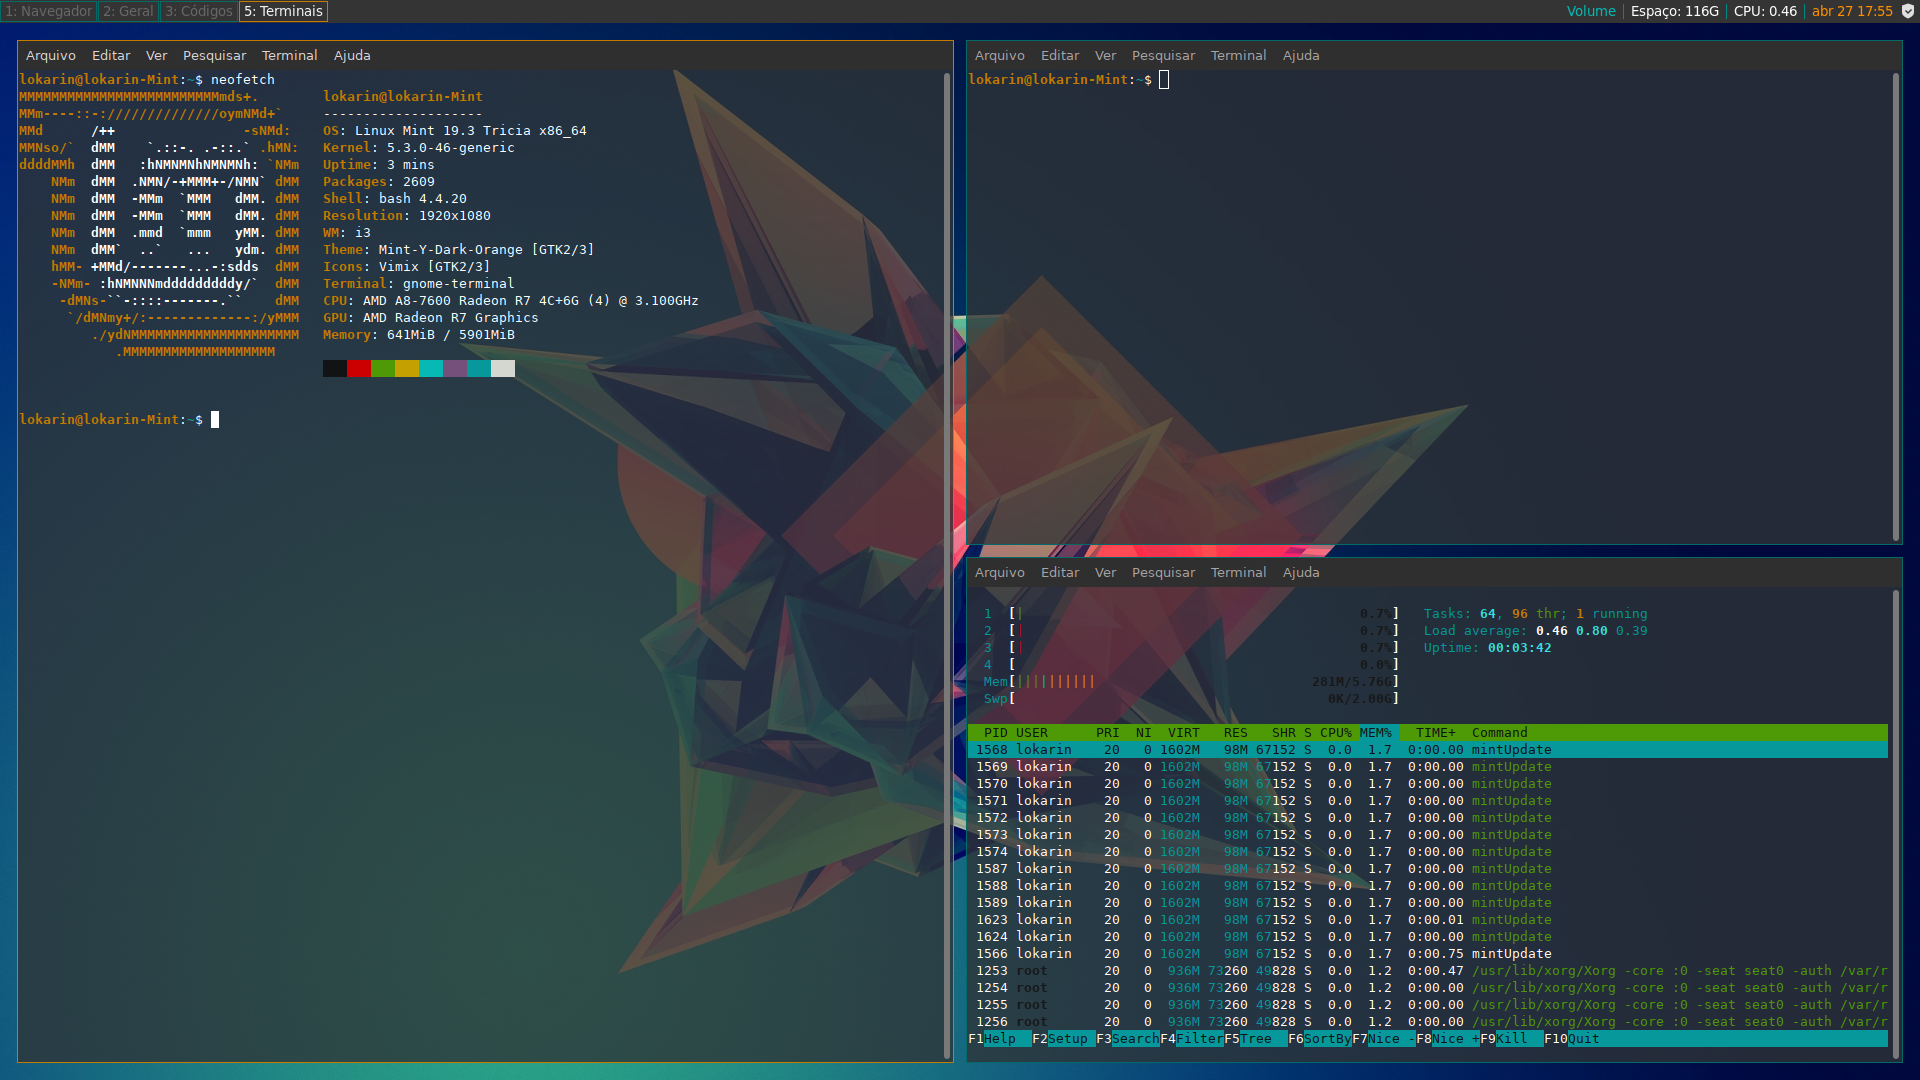 1: Navegador 2: Geral 3: Códigos 5: Terminais
Volume | Espaço: 116G | CPU: 0.46 | abr 27 17:55
Arquivo Editar Ver Pesquisar Terminal Ajuda
lokarin@lokarin-Mint:~$ neofetch
MMMMMMMMMMMMMMMMMMMMMMMMMmds+.        lokarin@lokarin-Mint
MMm----::-://////////////oymNMd+`     --------------------
MMd      /++                -sNMd:    OS: Linux Mint 19.3 Tricia x86_64
MMNso/`  dMM    `.::-. .-::.` .hMN:   Kernel: 5.3.0-46-generic
ddddMMh  dMM   :hNMNMNhNMNMNh: `NMm   Uptime: 3 mins
    NMm  dMM  .NMN/-+MMM+-/NMN` dMM   Packages: 2609
    NMm  dMM  -MMm  `MMM   dMM. dMM   Shell: bash 4.4.20
    NMm  dMM  -MMm  `MMM   dMM. dMM   Resolution: 1920x1080
    NMm  dMM  .mmd  `mmm   yMM. dMM   WM: i3
    NMm  dMM`  ..`   ...   ydm. dMM   Theme: Mint-Y-Dark-Orange [GTK2/3]
    hMM- +MMd/-------...-:sdds  dMM   Icons: Vimix [GTK2/3]
    -NMm- :hNMNNNmdddddddddy/`  dMM   Terminal: gnome-terminal
     -dMNs-``-::::-------.``    dMM   CPU: AMD A8-7600 Radeon R7 4C+6G (4) @ 3.100GHz
      `/dMNmy+/:-------------:/yMMM   GPU: AMD Radeon R7 Graphics
         ./ydNMMMMMMMMMMMMMMMMMMMMM   Memory: 641MiB / 5901MiB
            .MMMMMMMMMMMMMMMMMMM
lokarin@lokarin-Mint:~$
Arquivo Editar Ver Pesquisar Terminal Ajuda
lokarin@lokarin-Mint:~$
Arquivo Editar Ver Pesquisar Terminal Ajuda
1 [| 0.7%] Tasks: 64, 96 thr; 1 running
2 [| 0.7%] Load average: 0.46 0.80 0.39
3 [| 0.7%] Uptime: 00:03:42
4 [ 0.0%]
Mem[|||||||||| 281M/5.76G]
Swp[ 0K/2.00G]
PID USER PRI NI VIRT RES SHR S CPU% MEM% TIME+ Command
1568 lokarin 20 0 1602M 98M 67152 S 0.0 1.7 0:00.00 mintUpdate
1569 lokarin 20 0 1602M 98M 67152 S 0.0 1.7 0:00.00 mintUpdate
1570 lokarin 20 0 1602M 98M 67152 S 0.0 1.7 0:00.00 mintUpdate
1571 lokarin 20 0 1602M 98M 67152 S 0.0 1.7 0:00.00 mintUpdate
1572 lokarin 20 0 1602M 98M 67152 S 0.0 1.7 0:00.00 mintUpdate
1573 lokarin 20 0 1602M 98M 67152 S 0.0 1.7 0:00.00 mintUpdate
1574 lokarin 20 0 1602M 98M 67152 S 0.0 1.7 0:00.00 mintUpdate
1587 lokarin 20 0 1602M 98M 67152 S 0.0 1.7 0:00.00 mintUpdate
1588 lokarin 20 0 1602M 98M 67152 S 0.0 1.7 0:00.00 mintUpdate
1589 lokarin 20 0 1602M 98M 67152 S 0.0 1.7 0:00.00 mintUpdate
1623 lokarin 20 0 1602M 98M 67152 S 0.0 1.7 0:00.01 mintUpdate
1624 lokarin 20 0 1602M 98M 67152 S 0.0 1.7 0:00.00 mintUpdate
1566 lokarin 20 0 1602M 98M 67152 S 0.0 1.7 0:00.75 mintUpdate
1253 root 20 0 936M 73260 49828 S 0.0 1.2 0:00.47 /usr/lib/xorg/Xorg -core :0 -seat seat0 -auth /var/r
1254 root 20 0 936M 73260 49828 S 0.0 1.2 0:00.00 /usr/lib/xorg/Xorg -core :0 -seat seat0 -auth /var/r
1255 root 20 0 936M 73260 49828 S 0.0 1.2 0:00.00 /usr/lib/xorg/Xorg -core :0 -seat seat0 -auth /var/r
1256 root 20 0 936M 73260 49828 S 0.0 1.2 0:00.00 /usr/lib/xorg/Xorg -core :0 -seat seat0 -auth /var/r
F1Help F2Setup F3SearchF4FilterF5Tree F6SortByF7Nice -F8Nice +F9Kill F10Quit